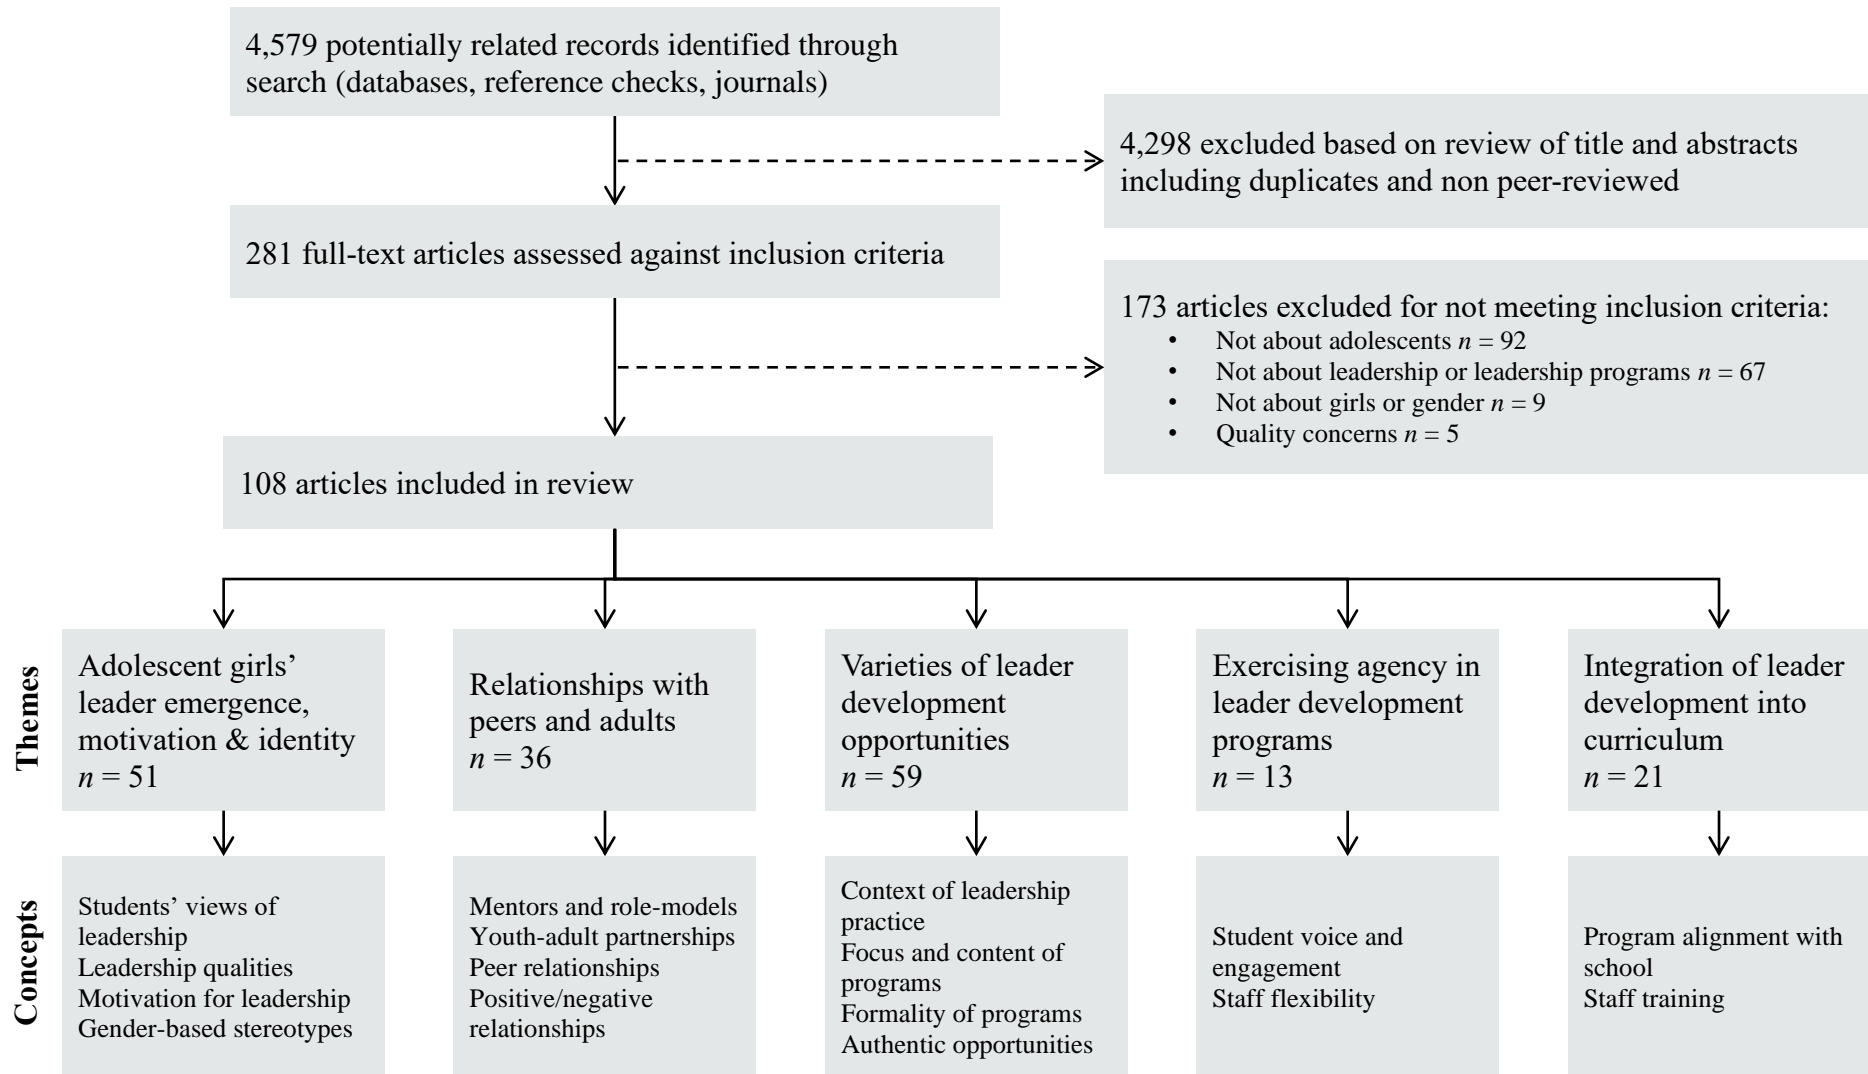 4,579 potentially related records identified through
search (databases, reference checks, journals)
4,298 excluded based on review of title and abstracts
including duplicates and non peer-reviewed
281 full-text articles assessed against inclusion criteria
173 articles excluded for not meeting inclusion criteria:
• Not about adolescents n = 92
• Not about leadership or leadership programs n = 67
• Not about girls or gender n = 9
• Quality concerns n = 5
108 articles included in review
Themes
Adolescent girls’
leader emergence,
motivation & identity
n = 51
Relationships with
peers and adults
n = 36
Varieties of leader
development
opportunities
n = 59
Exercising agency in
leader development
programs
n = 13
Integration of leader
development into
curriculum
n = 21
Concepts
Students’ views of
leadership
Leadership qualities
Motivation for leadership
Gender-based stereotypes
Mentors and role-models
Youth-adult partnerships
Peer relationships
Positive/negative
relationships
Context of leadership
practice
Focus and content of
programs
Formality of programs
Authentic opportunities
Student voice and
engagement
Staff flexibility
Program alignment with
school
Staff training